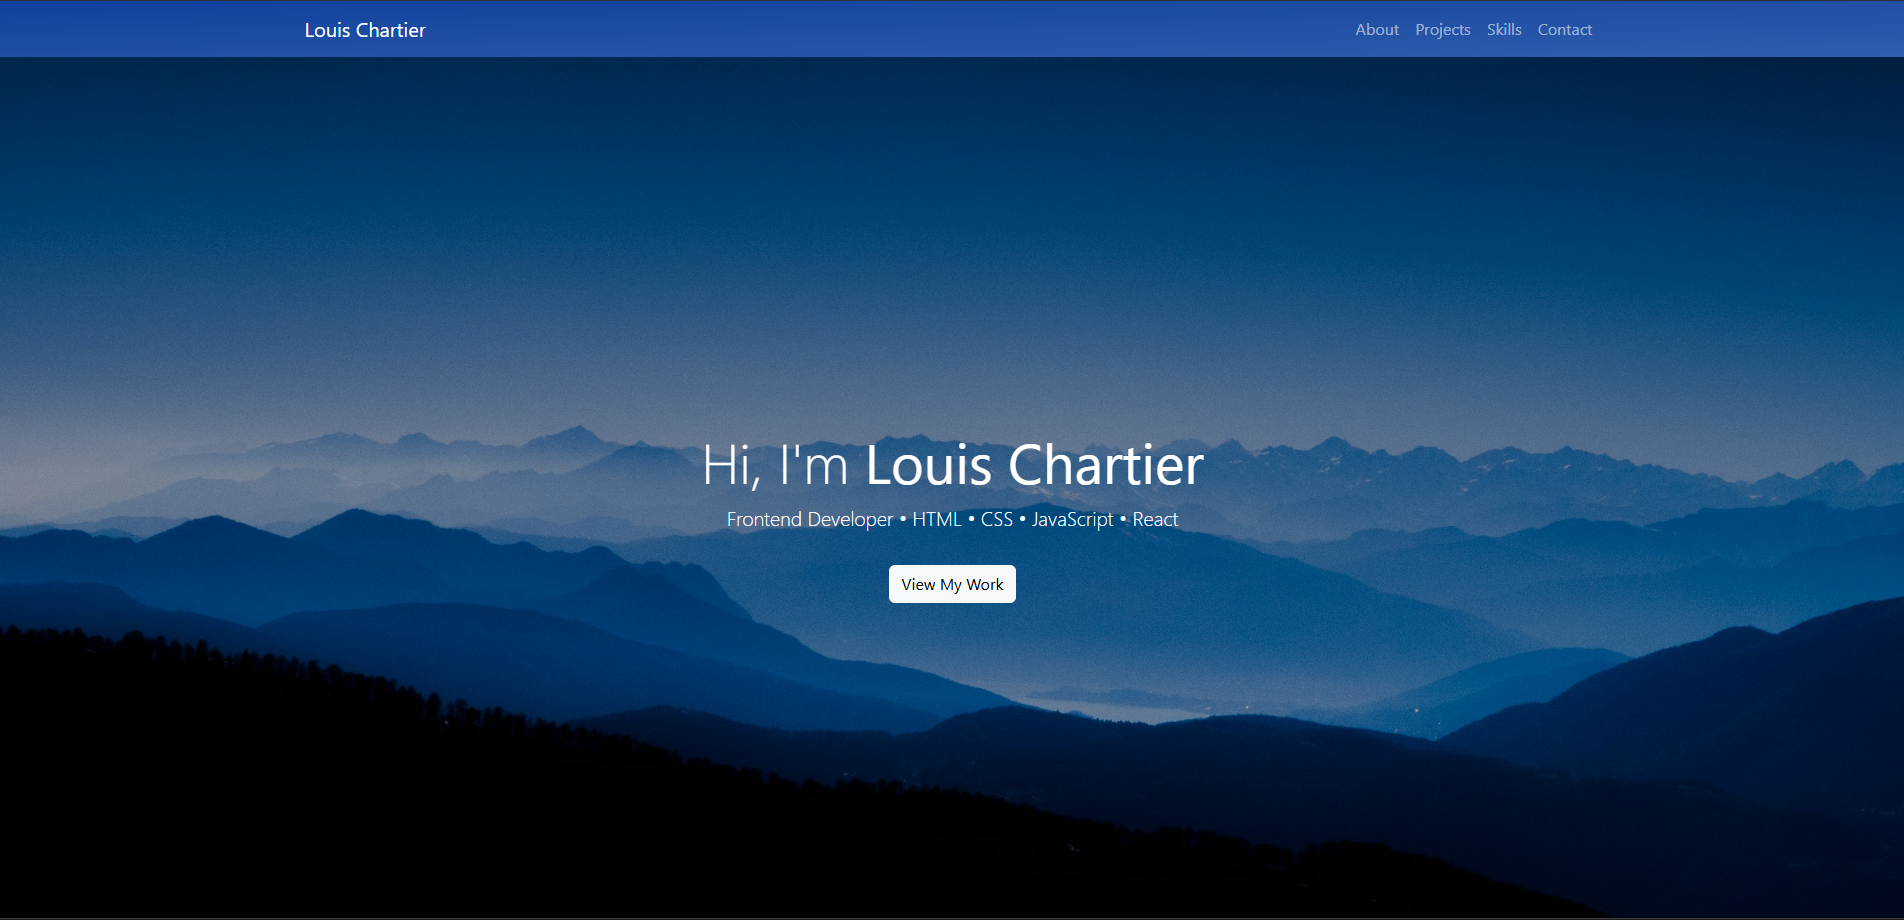 Louis Chartier
About Projects Skills Contact
Hi, I'm Louis Chartier
Frontend Developer • HTML • CSS • JavaScript • React
View My Work